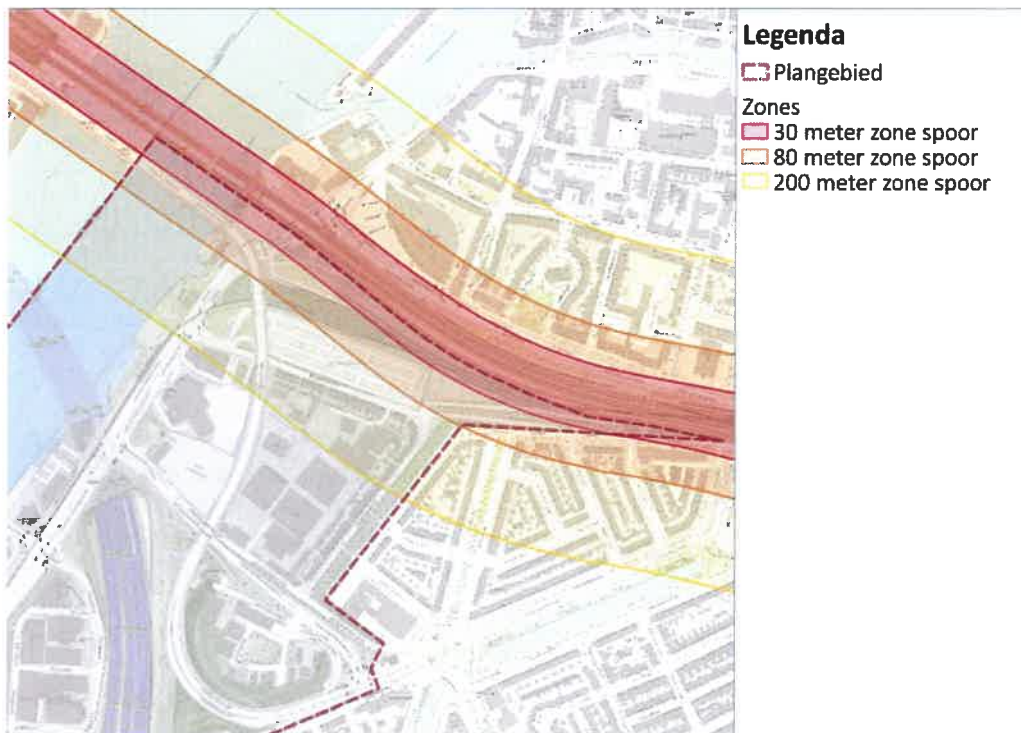 Legenda
Plangebied
Zones
30 meter zone spoor
80 meter zone spoor
200 meter zone spoor